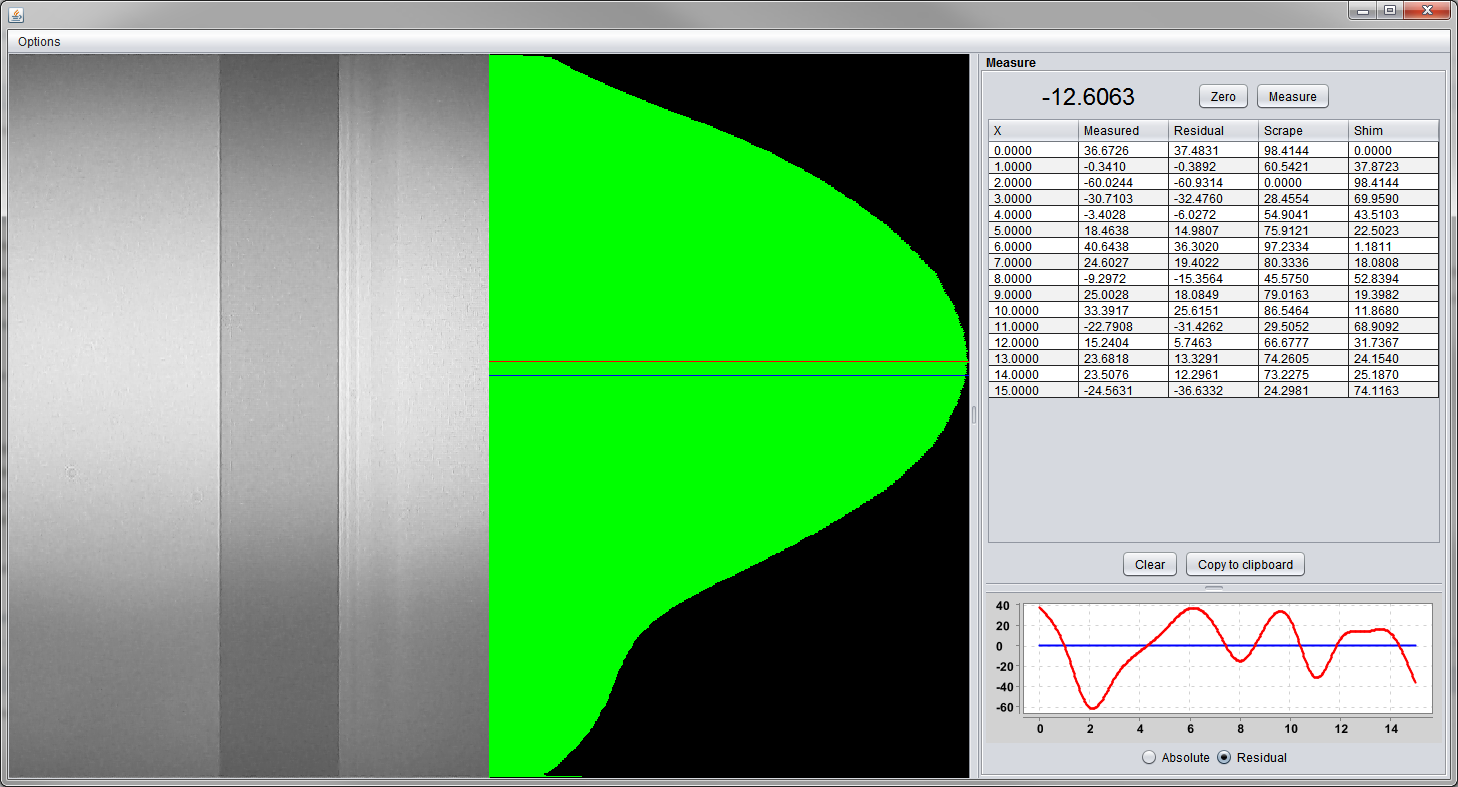 Options
Measure
-12.6063 Zero Measure
X Measured Residual Scrape Shim
0.0000 36.6726 37.4831 98.4144 0.0000
1.0000 -0.3410 -0.3892 60.5421 37.8723
2.0000 -60.0244 -60.9314 0.0000 98.4144
3.0000 -30.7103 -32.4760 28.4554 69.9590
4.0000 -3.4028 -6.0272 54.9041 43.5103
5.0000 18.4638 14.9807 75.9121 22.5023
6.0000 40.6438 36.3020 97.2334 1.1811
7.0000 24.6027 19.4022 80.3336 18.0808
8.0000 -9.2972 -15.3564 45.5750 52.8394
9.0000 25.0028 18.0849 79.0163 19.3982
10.0000 33.3917 25.6151 86.5464 11.8680
11.0000 -22.7908 -31.4262 29.5052 68.9092
12.0000 15.2404 5.7463 66.6777 31.7367
13.0000 23.6818 13.3291 74.2605 24.1540
14.0000 23.5076 12.2961 73.2275 25.1870
15.0000 -24.5631 -36.6332 24.2981 74.1163
Clear Copy to clipboard
40
20
0
-20
-40
-60
0 2 4 6 8 10 12 14
Absolute Residual